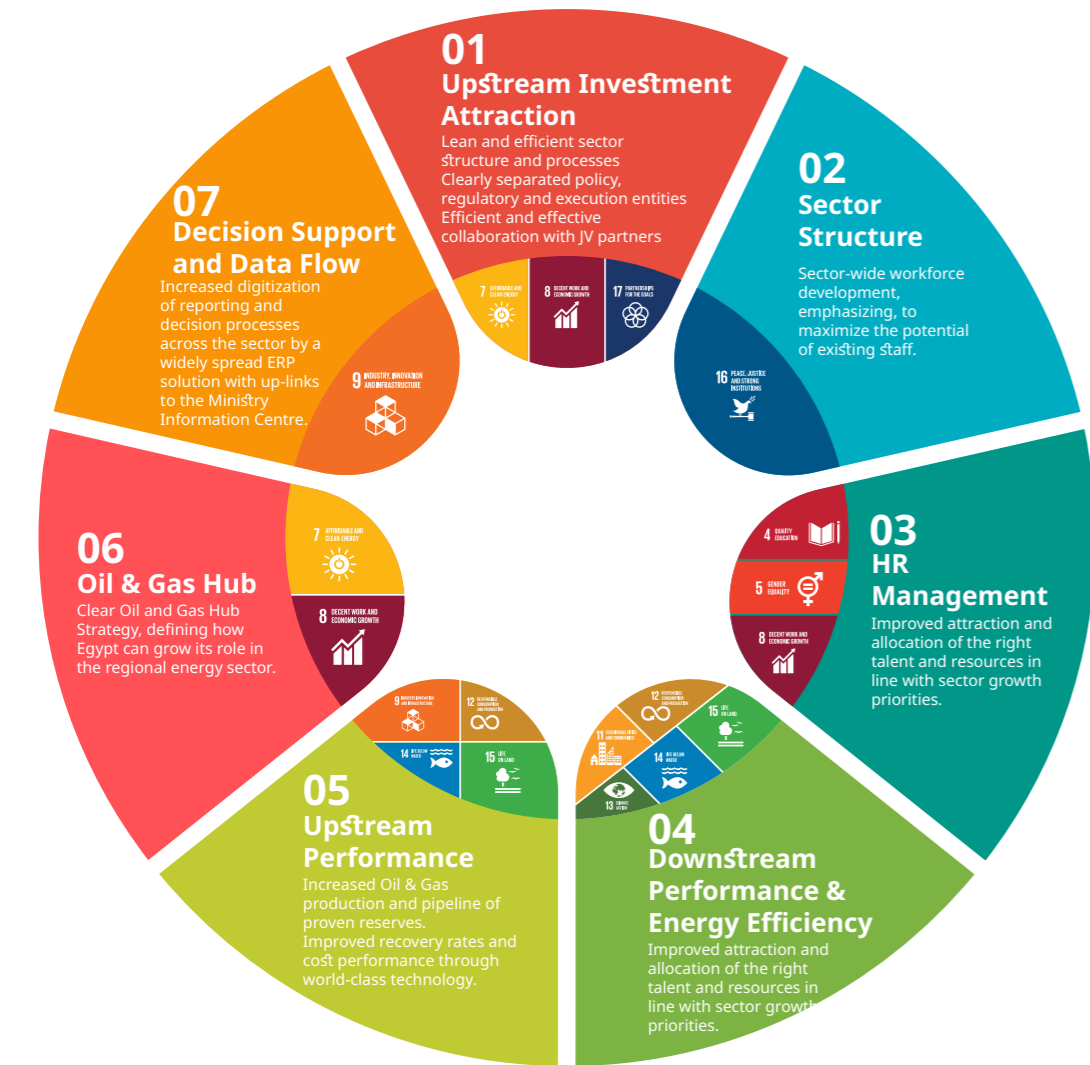 01
Upstream Investment
Attraction
Lean and efficient sector
structure and processes
Clearly separated policy,
regulatory and execution entities
Efficient and effective
collaboration with JV partners
7 AFFORDABLE AND
CLEAN ENERGY
8 DECENT WORK AND
ECONOMIC GROWTH
17 PARTNERSHIPS
FOR THE GOALS
02
Sector
Structure
Sector-wide workforce
development,
emphasizing, to
maximize the potential
of existing staff.
16 PEACE, JUSTICE
AND STRONG
INSTITUTIONS
03
HR
Management
Improved attraction and
allocation of the right
talent and resources in
line with sector growth
priorities.
4 QUALITY
EDUCATION
5 GENDER
EQUALITY
8 DECENT WORK AND
ECONOMIC GROWTH
04
Downstream
Performance &
Energy Efficiency
Improved attraction and
allocation of the right
talent and resources in
line with sector growth
priorities.
12 RESPONSIBLE
CONSUMPTION
AND PRODUCTION
15 LIFE
ON LAND
11 SUSTAINABLE CITIES
AND COMMUNITIES
14 LIFE BELOW
WATER
13 CLIMATE
ACTION
05
Upstream
Performance
Increased Oil & Gas
production and pipeline of
proven reserves.
Improved recovery rates and
cost performance through
world-class technology.
9 INDUSTRY, INNOVATION
AND INFRASTRUCTURE
12 RESPONSIBLE
CONSUMPTION
AND PRODUCTION
14 LIFE BELOW
WATER
15 LIFE
ON LAND
06
Oil & Gas Hub
Clear Oil and Gas Hub
Strategy, defining how
Egypt can grow its role in
the regional energy sector.
7 AFFORDABLE AND
CLEAN ENERGY
8 DECENT WORK AND
ECONOMIC GROWTH
07
Decision Support
and Data Flow
Increased digitization
of reporting and
decision processes
across the sector by a
widely spread ERP
solution with up-links
to the Ministry
Information Centre.
9 INDUSTRY, INNOVATION
AND INFRASTRUCTURE